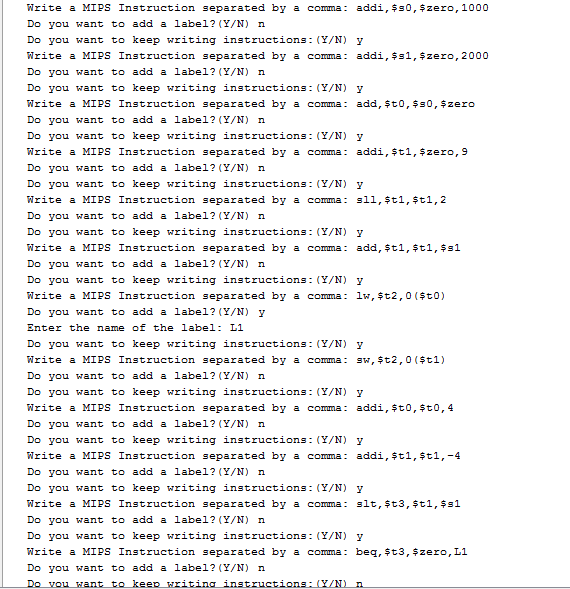 Write a MIPS Instruction separated by a comma: addi,$s0,$zero,1000
Do you want to add a label?(Y/N) n
Do you want to keep writing instructions:(Y/N) y
Write a MIPS Instruction separated by a comma: addi,$s1,$zero,2000
Do you want to add a label?(Y/N) n
Do you want to keep writing instructions:(Y/N) y
Write a MIPS Instruction separated by a comma: add,$t0,$s0,$zero
Do you want to add a label?(Y/N) n
Do you want to keep writing instructions:(Y/N) y
Write a MIPS Instruction separated by a comma: addi,$t1,$zero,9
Do you want to add a label?(Y/N) n
Do you want to keep writing instructions:(Y/N) y
Write a MIPS Instruction separated by a comma: sll,$t1,$t1,2
Do you want to add a label?(Y/N) n
Do you want to keep writing instructions:(Y/N) y
Write a MIPS Instruction separated by a comma: add,$t1,$t1,$s1
Do you want to add a label?(Y/N) n
Do you want to keep writing instructions:(Y/N) y
Write a MIPS Instruction separated by a comma: lw,$t2,0($t0)
Do you want to add a label?(Y/N) y
Enter the name of the label: L1
Do you want to keep writing instructions:(Y/N) y
Write a MIPS Instruction separated by a comma: sw,$t2,0($t1)
Do you want to add a label?(Y/N) n
Do you want to keep writing instructions:(Y/N) y
Write a MIPS Instruction separated by a comma: addi,$t0,$t0,4
Do you want to add a label?(Y/N) n
Do you want to keep writing instructions:(Y/N) y
Write a MIPS Instruction separated by a comma: addi,$t1,$t1,-4
Do you want to add a label?(Y/N) n
Do you want to keep writing instructions:(Y/N) y
Write a MIPS Instruction separated by a comma: slt,$t3,$t1,$s1
Do you want to add a label?(Y/N) n
Do you want to keep writing instructions:(Y/N) y
Write a MIPS Instruction separated by a comma: beq,$t3,$zero,L1
Do you want to add a label?(Y/N) n
Do you want to keep writing instructions:(Y/N) n